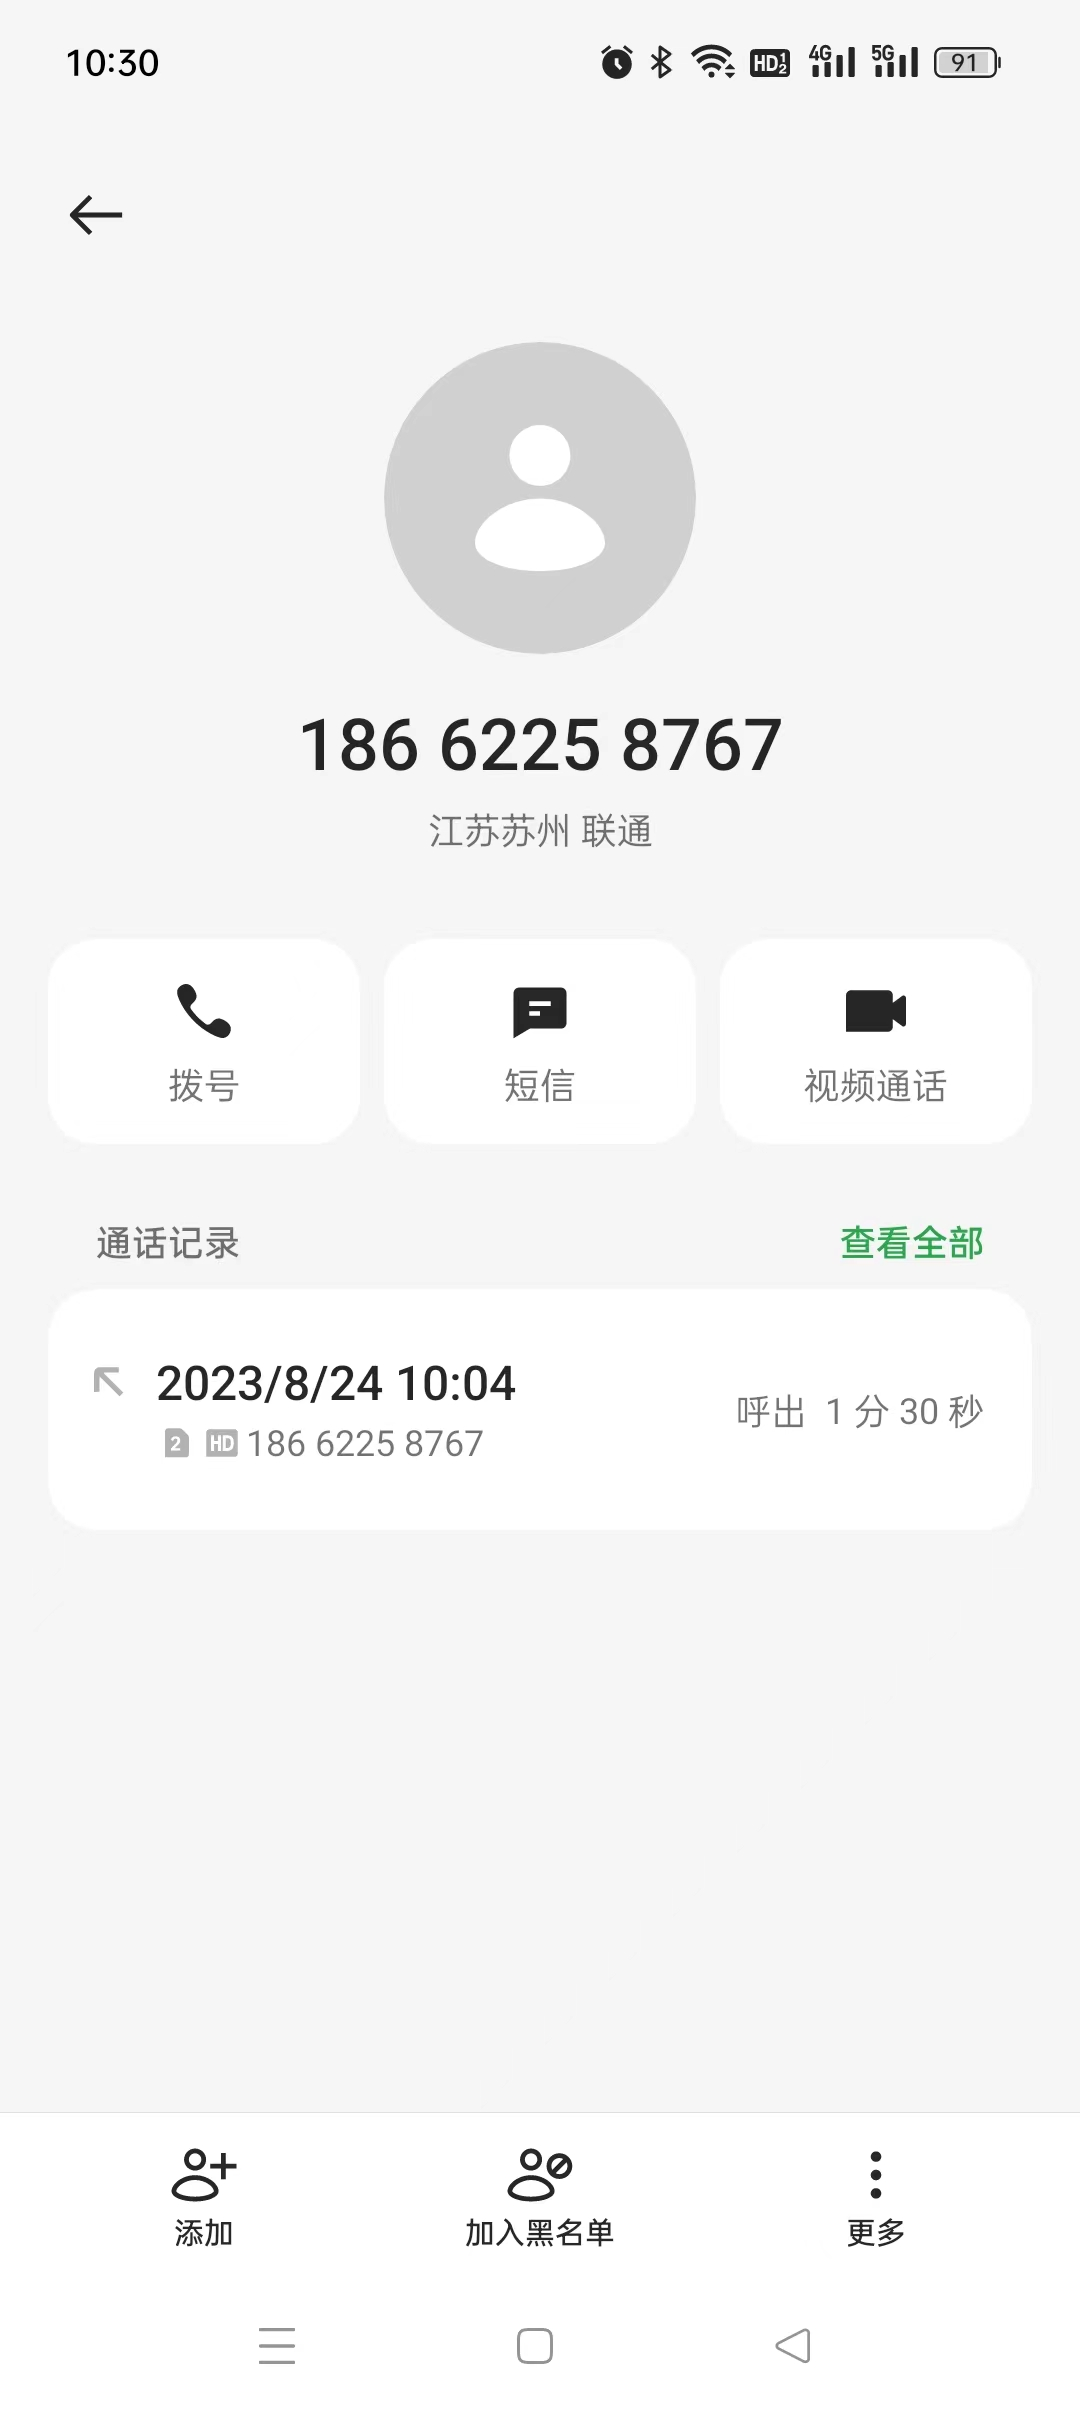 10:30 HD 1 2 4G 5G 91
186 6225 8767
江苏苏州 联通
拨号 短信 视频通话
通话记录 查看全部
2023/8/24 10:04
呼出 1 分 30 秒
2 HD 186 6225 8767
添加 加入黑名单 更多